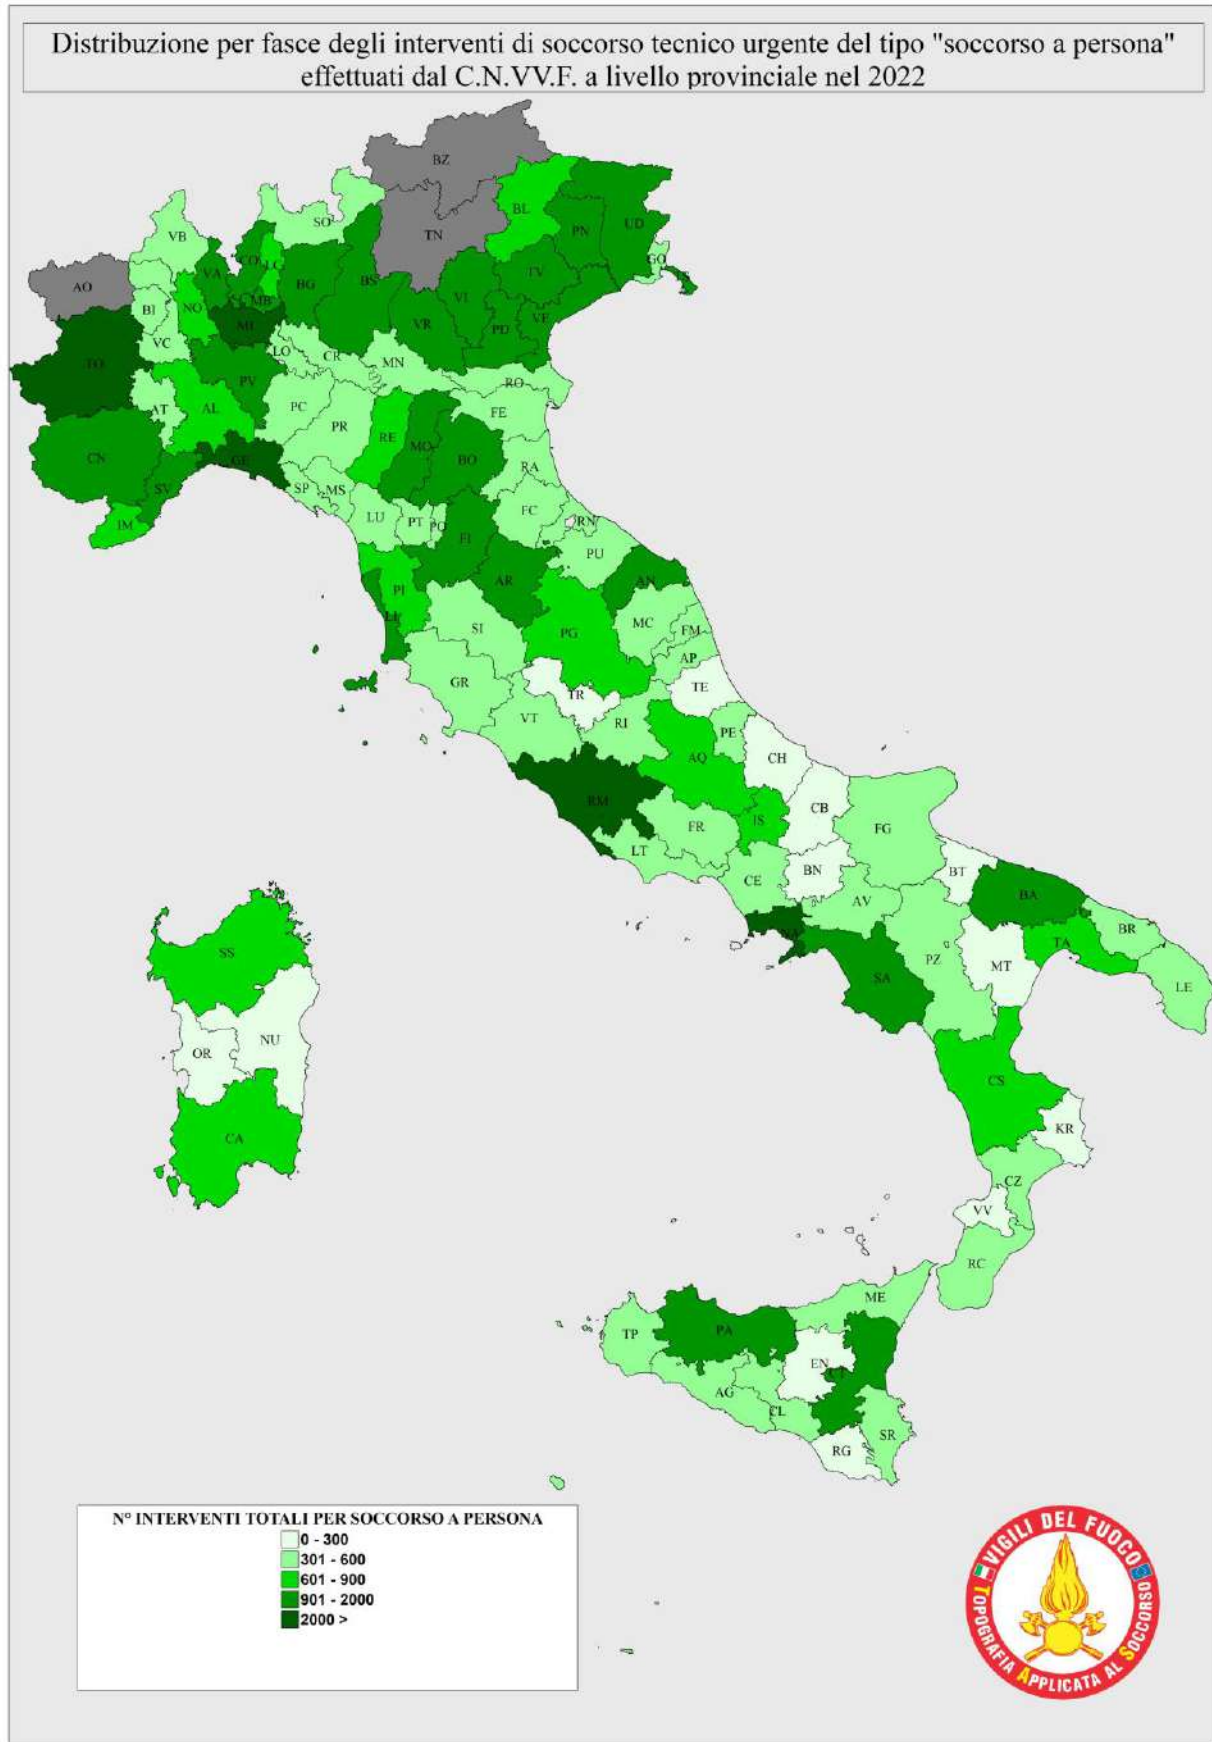 Distribuzione per fasce degli interventi di soccorso tecnico urgente del tipo "soccorso a persona"
effettuati dal C.N.VV.F. a livello provinciale nel 2022
BZ
SO
TN
BL
PN
UD
VB
AO
VA
CO
LC
BG
BS
TV
GO
BI
NO
MB
MI
VR
VI
PD
VE
TO
VC
LO
CR
MN
RO
PV
AT
AL
PC
PR
FE
CN
GE
RE
MO
BO
SV
SP
MS
RA
IM
LU
PT
PO
FC
RN
FI
PU
PI
AR
AN
LI
SI
PG
MC
FM
AP
GR
TR
TE
VT
RI
PE
AQ
CH
RM
CB
FR
IS
FG
LT
CE
BN
BT
AV
BA
NA
BR
SS
SA
PZ
MT
TA
LE
OR
NU
CS
CA
KR
CZ
VV
RC
ME
TP
PA
EN
CT
AG
CL
SR
RG
N° INTERVENTI TOTALI PER SOCCORSO A PERSONA
0 - 300
301 - 600
601 - 900
901 - 2000
2000 >
VIGILI DEL FUOCO
TOPOGRAFIA APPLICATA AL SOCCORSO